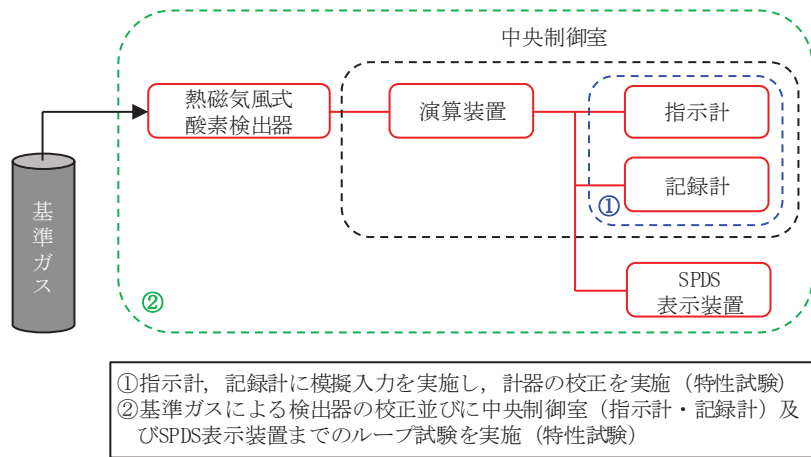 中央制御室
熱磁気風式
酸素検出器
演算装置
指示計
記録計
①
基準ガス
②
SPDS
表示装置
①指示計，記録計に模擬入力を実施し，計器の校正を実施（特性試験）
②基準ガスによる検出器の校正並びに中央制御室（指示計・記録計）及
びSPDS表示装置までのループ試験を実施（特性試験）